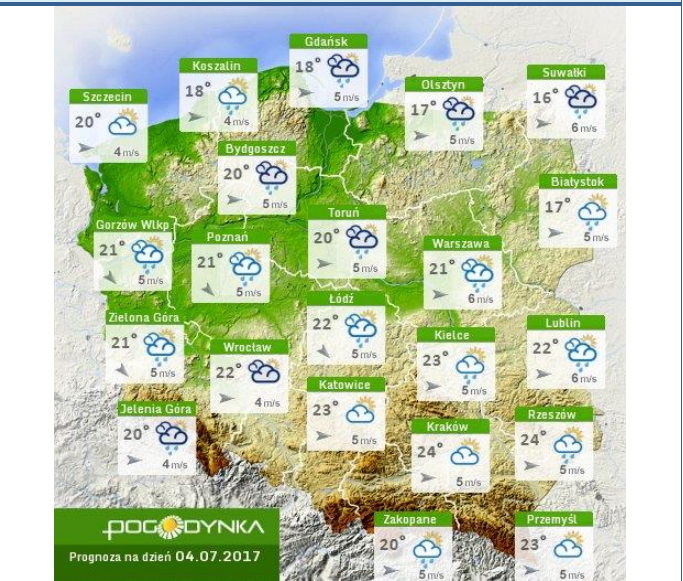 Gdańsk
18°
5 m/s
Koszalin
18°
4 m/s
Suwałki
16°
6 m/s
Olsztyn
17°
5 m/s
Szczecin
20°
4 m/s
Bydgoszcz
20°
5 m/s
Białystok
17°
5 m/s
Toruń
20°
5 m/s
Gorzów Wlkp.
21°
5 m/s
Poznań
21°
5 m/s
Warszawa
21°
6 m/s
Łódź
22°
5 m/s
Zielona Góra
21°
5 m/s
Lublin
22°
6 m/s
Kielce
23°
5 m/s
Wrocław
22°
4 m/s
Katowice
23°
5 m/s
Jelenia Góra
20°
4 m/s
Rzeszów
24°
5 m/s
Kraków
24°
5 m/s
Zakopane
20°
5 m/s
Przemyśl
23°
5 m/s
POGODYNKA
Prognoza na dzień 04.07.2017